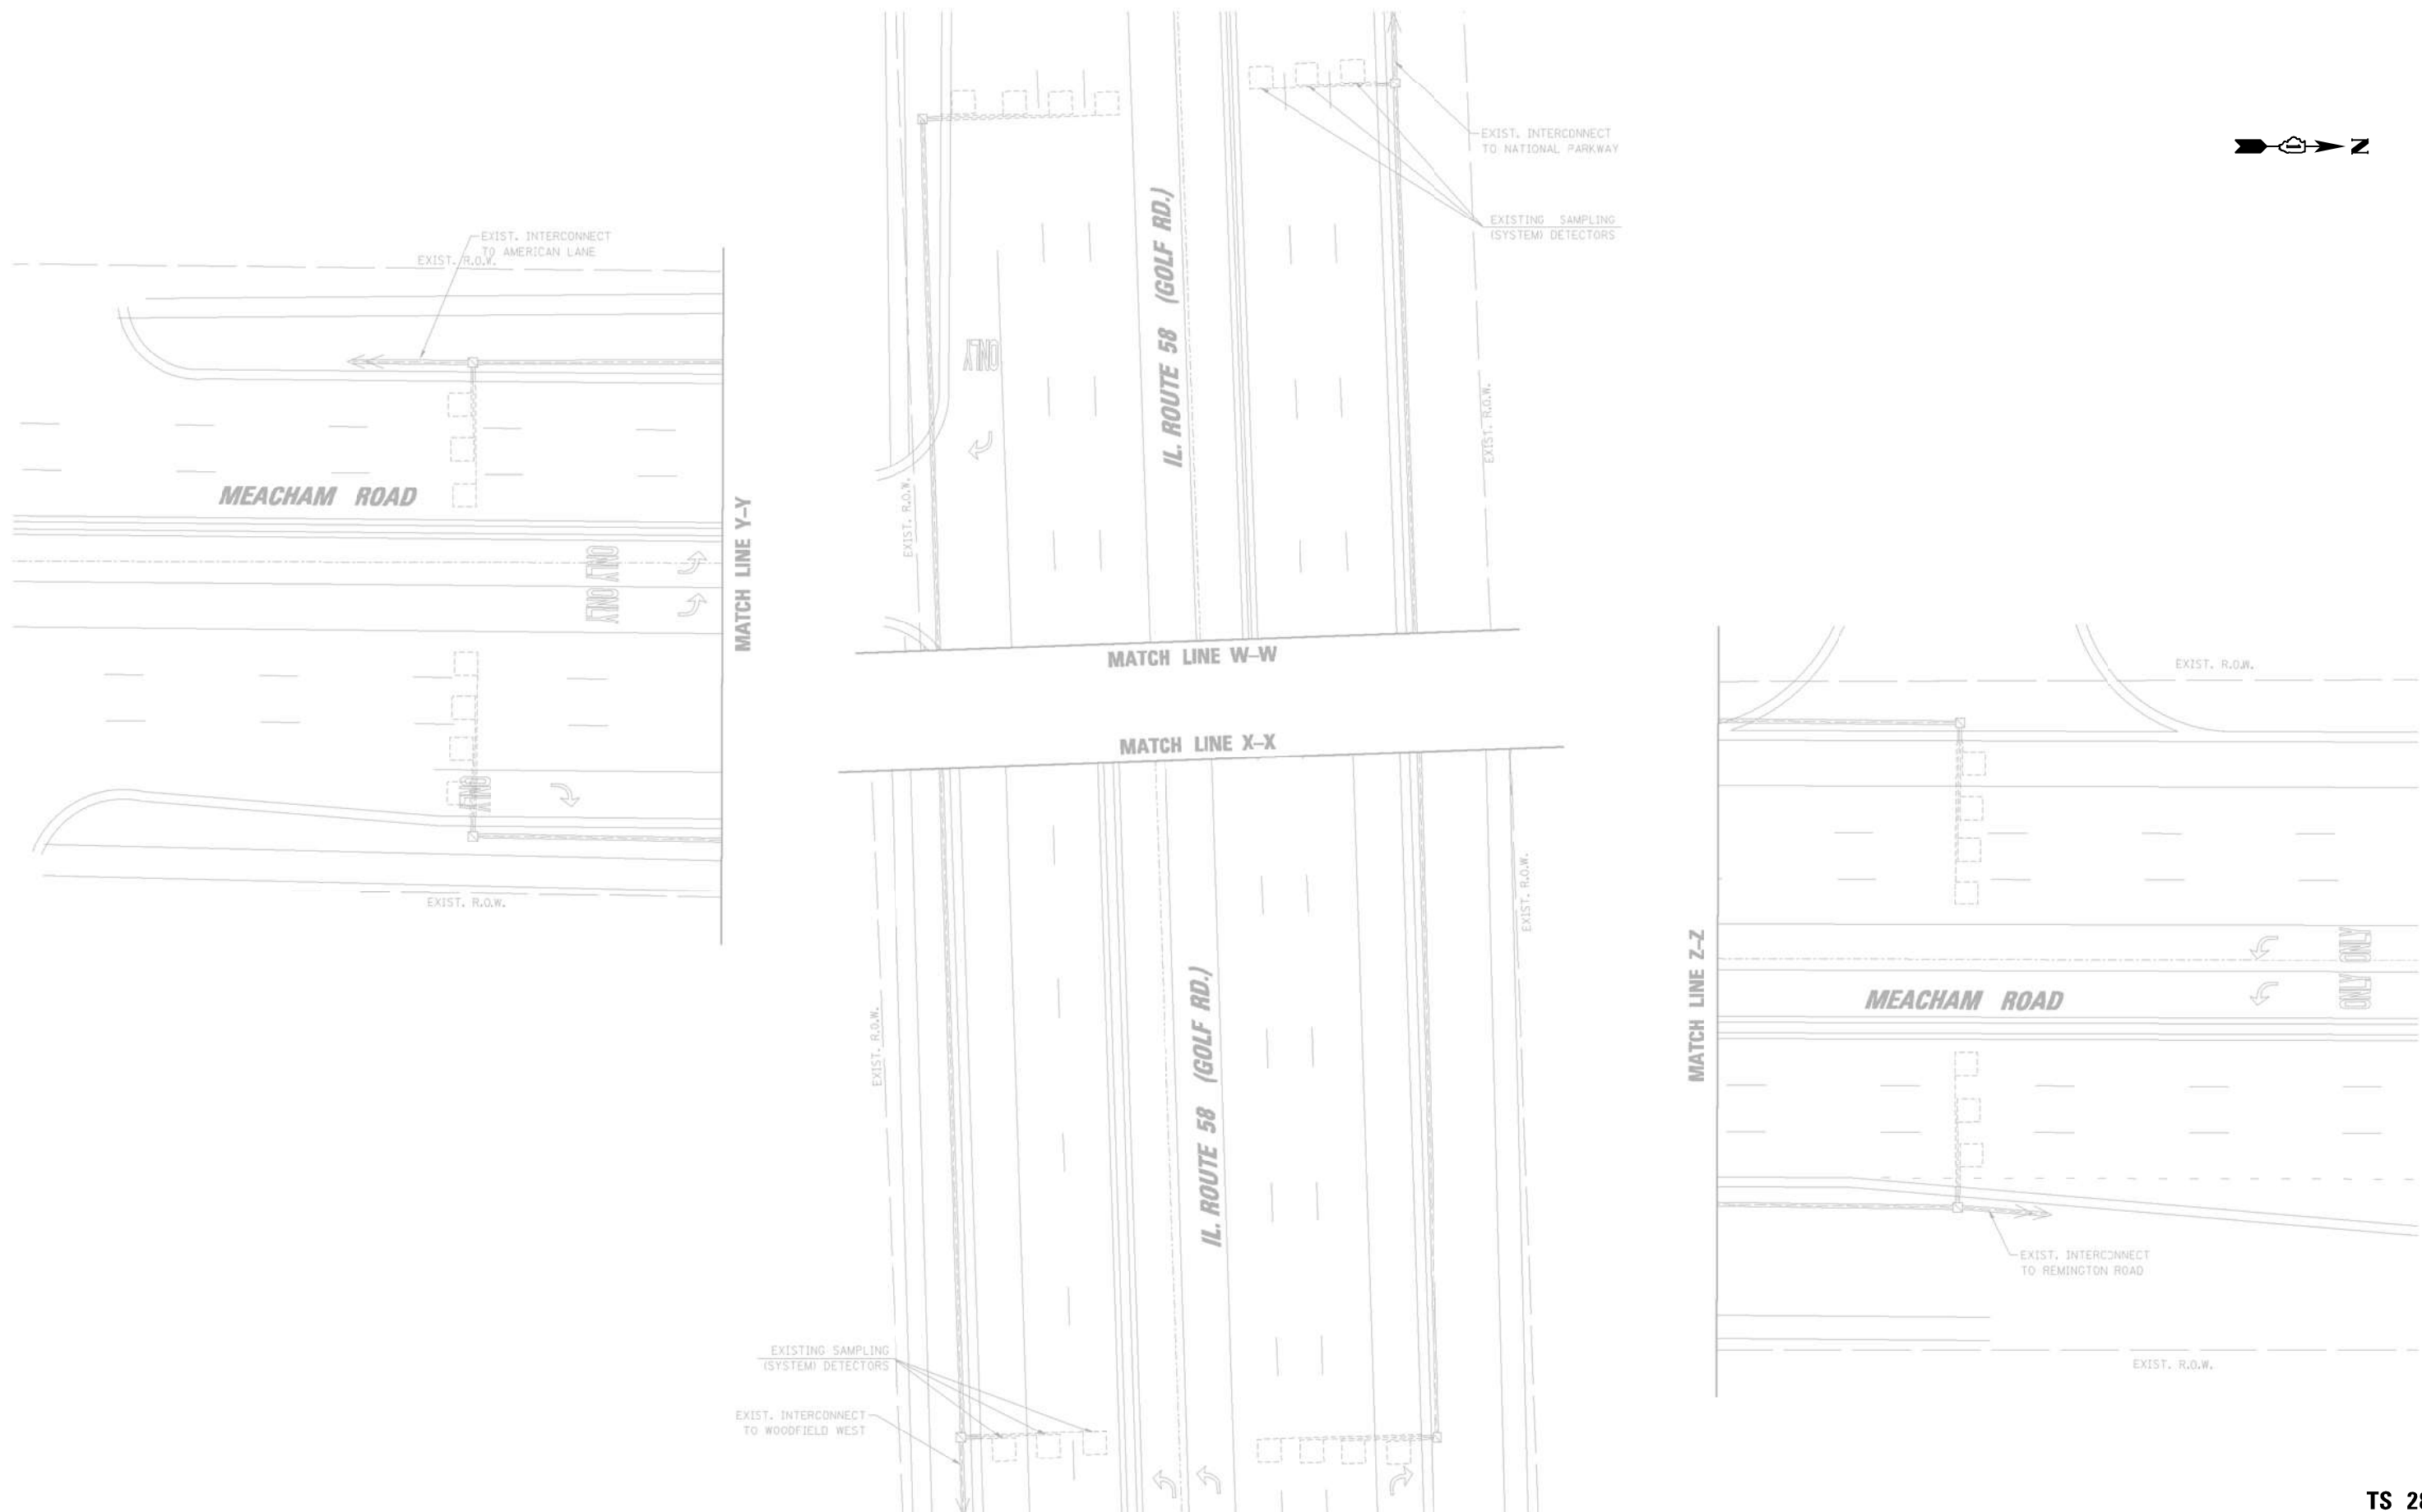 EXIST. INTERCONNECT
TO NATIONAL PARKWAY
N
EXISTING SAMPLING
(SYSTEM) DETECTORS
EXIST. INTERCONNECT
TO AMERICAN LANE
EXIST. R.O.W.
IL. ROUTE 58 (GOLF RD.)
ONLY
EXIST. R.O.W.
EXIST. R.O.W.
MEACHAM ROAD
MATCH LINE Y-Y
ONLY ONLY
ONLY
EXIST. R.O.W.
MATCH LINE W-W
MATCH LINE X-X
EXIST. R.O.W.
EXIST. R.O.W.
IL. ROUTE 58 (GOLF RD.)
EXISTING SAMPLING
(SYSTEM) DETECTORS
EXIST. INTERCONNECT
TO WOODFIELD WEST
EXIST. R.O.W.
MATCH LINE Z-Z
ONLY ONLY
MEACHAM ROAD
EXIST. INTERCONNECT
TO REMINGTON ROAD
EXIST. R.O.W.
TS